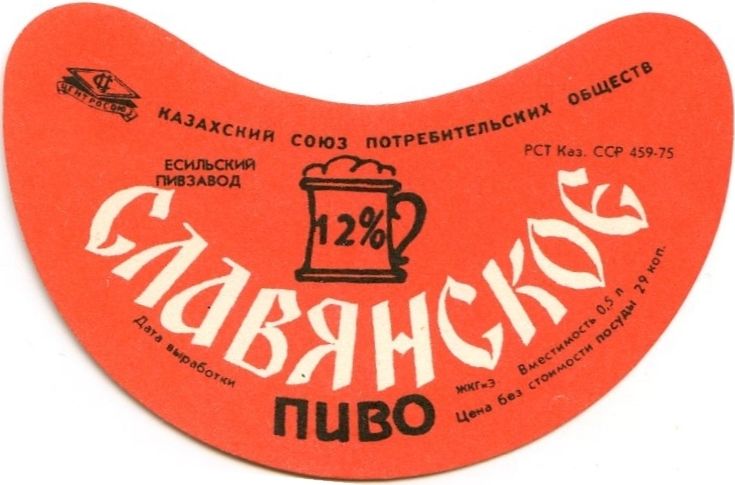 ЦЕНТРОСОЮЗ
КАЗАХСКИЙ СОЮЗ ПОТРЕБИТЕЛЬСКИХ ОБЩЕСТВ
ЕСИЛЬСКИЙ
ПИВЗАВОД
РСТ Каз. ССР 459-75
12%
СЛАВЯНСКОЕ
ПИВО
Дата выработки
Вместимость 0,5 л
Цена без стоимости посуды 29 коп.